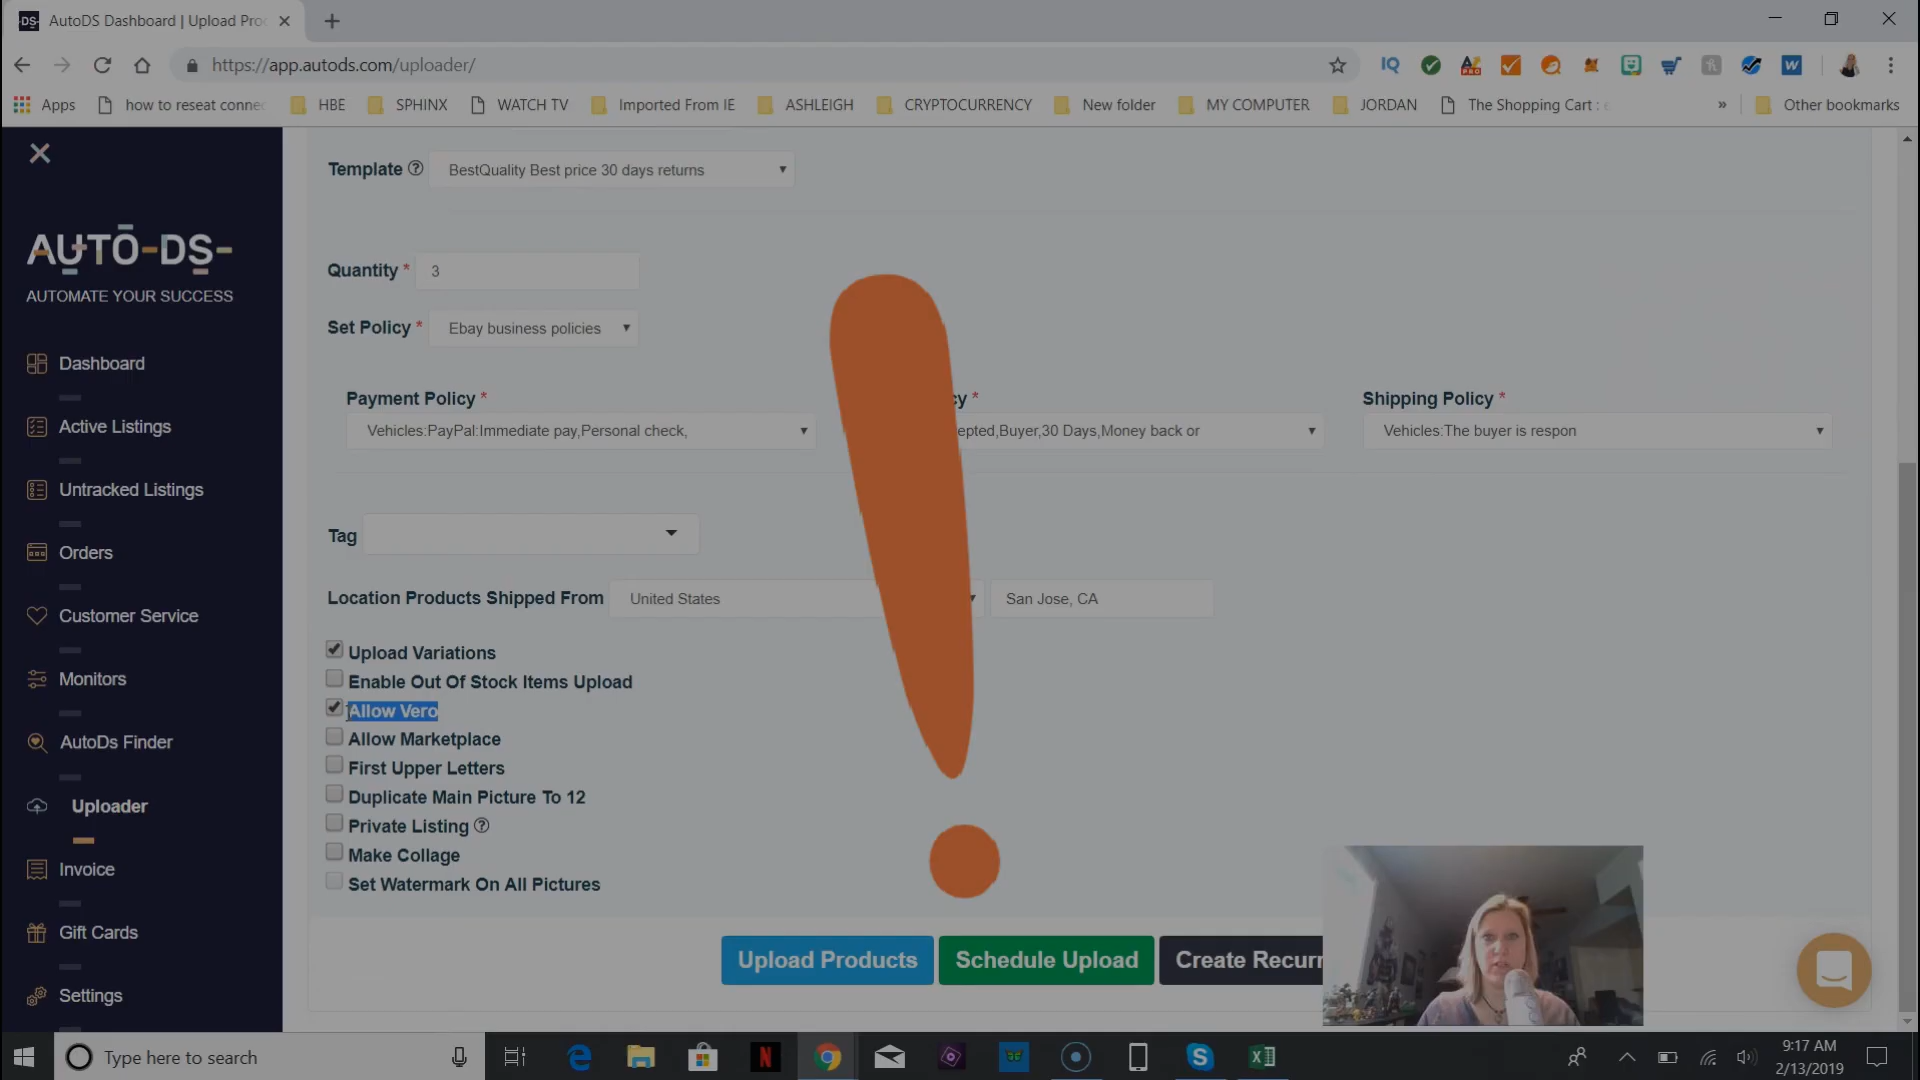 AutoDS Dashboard | Upload Pro
https://app.autods.com/uploader/
Apps how to reseat connec HBE SPHINX WATCH TV Imported From IE ASHLEIGH CRYPTOCURRENCY New folder MY COMPUTER JORDAN The Shopping Cart : » Other bookmarks
AUTO-DS-
AUTOMATE YOUR SUCCESS
Dashboard
Active Listings
Untracked Listings
Orders
Customer Service
Monitors
AutoDs Finder
Uploader
Invoice
Gift Cards
Settings
Template BestQuality Best price 30 days returns
Quantity * 3
Set Policy * Ebay business policies
Payment Policy * cy * Shipping Policy *
Vehicles:PayPal:Immediate pay,Personal check, epted,Buyer,30 Days,Money back or Vehicles:The buyer is respon
Tag
Location Products Shipped From United States San Jose, CA
Upload Variations
Enable Out Of Stock Items Upload
Allow Vero
Allow Marketplace
First Upper Letters
Duplicate Main Picture To 12
Private Listing
Make Collage
Set Watermark On All Pictures
Upload Products Schedule Upload Create Recurr
Type here to search
9:17 AM
2/13/2019